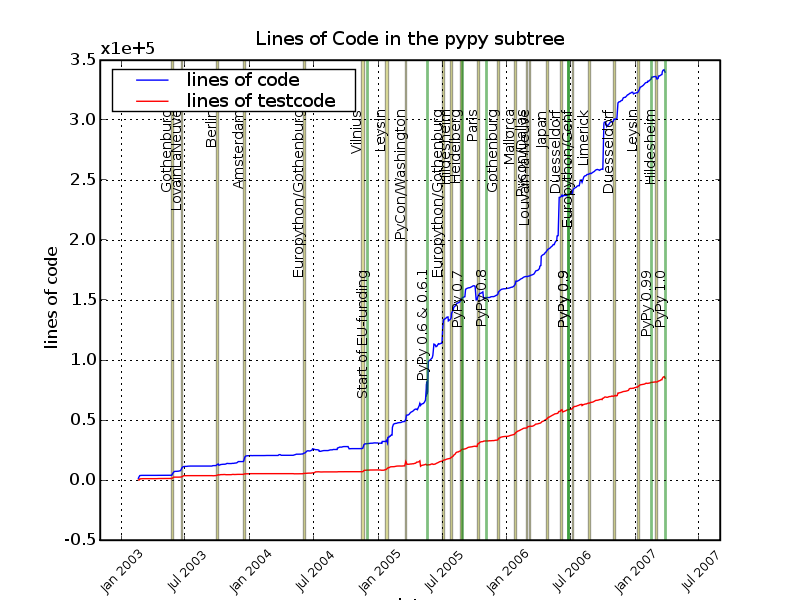 Lines of Code in the pypy subtree
x1e+5
lines of code
lines of testcode
3.5
3.0
2.5
2.0
1.5
1.0
0.5
0.0
-0.5
lines of code
Gothenburg
LovainLaNeuve
Berlin
Amsterdam
Europython/Gothenburg
Vilnius
Start of EU-funding
Leysin
PyCon/Washington
PyPy 0.6 & 0.6.1
Europython/Gothenburg
Hildesheim
Heidelberg
PyPy 0.7
Paris
PyPy 0.8
Gothenburg
Mallorca
Japan
Duesseldorf
PyPy 0.9
Europython/Genf
Limerick
Duesseldorf
Leysin
PyPy 0.99
Hildesheim
PyPy 1.0
Jan 2003
Jul 2003
Jan 2004
Jul 2004
Jan 2005
Jul 2005
Jan 2006
Jul 2006
Jan 2007
Jul 2007